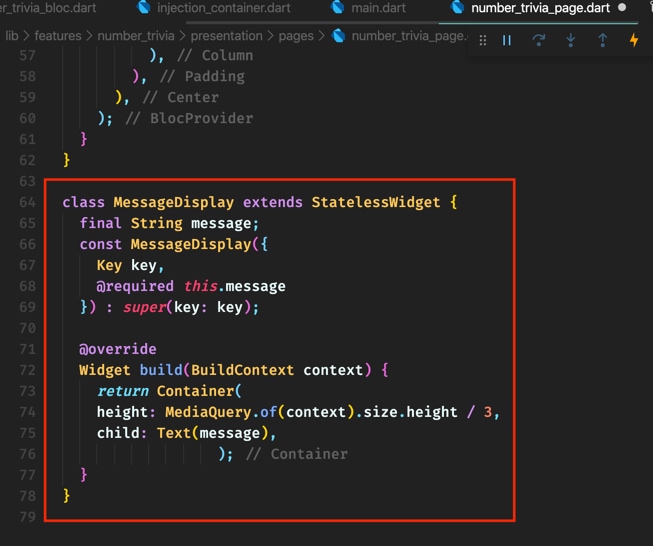 er_trivia_bloc.dart injection_container.dart main.dart number_trivia_page.dart
lib > features > number_trivia > presentation > pages > number_trivia_page.
57 ), // Column
58 ), // Padding
59 ), // Center
60 ); // BlocProvider
61 }
62 }
63
64 class MessageDisplay extends StatelessWidget {
65 final String message;
66 const MessageDisplay({
67 Key key,
68 @required this.message
69 }) : super(key: key);
70
71 @override
72 Widget build(BuildContext context) {
73 return Container(
74 height: MediaQuery.of(context).size.height / 3,
75 child: Text(message),
76 ); // Container
77 }
78 }
79